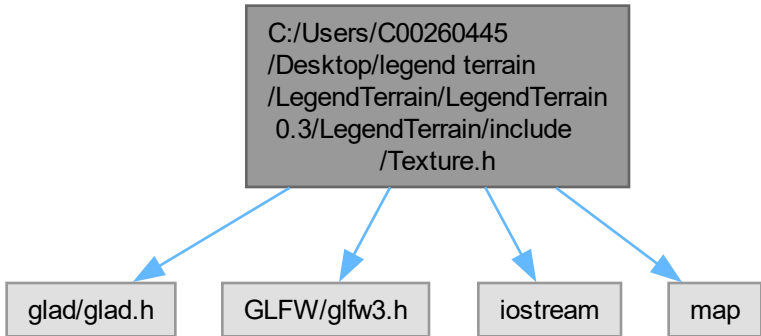 C:/Users/C00260445
/Desktop/legend terrain
/LegendTerrain/LegendTerrain
0.3/LegendTerrain/include
/Texture.h
glad/glad.h
GLFW/glfw3.h
iostream
map